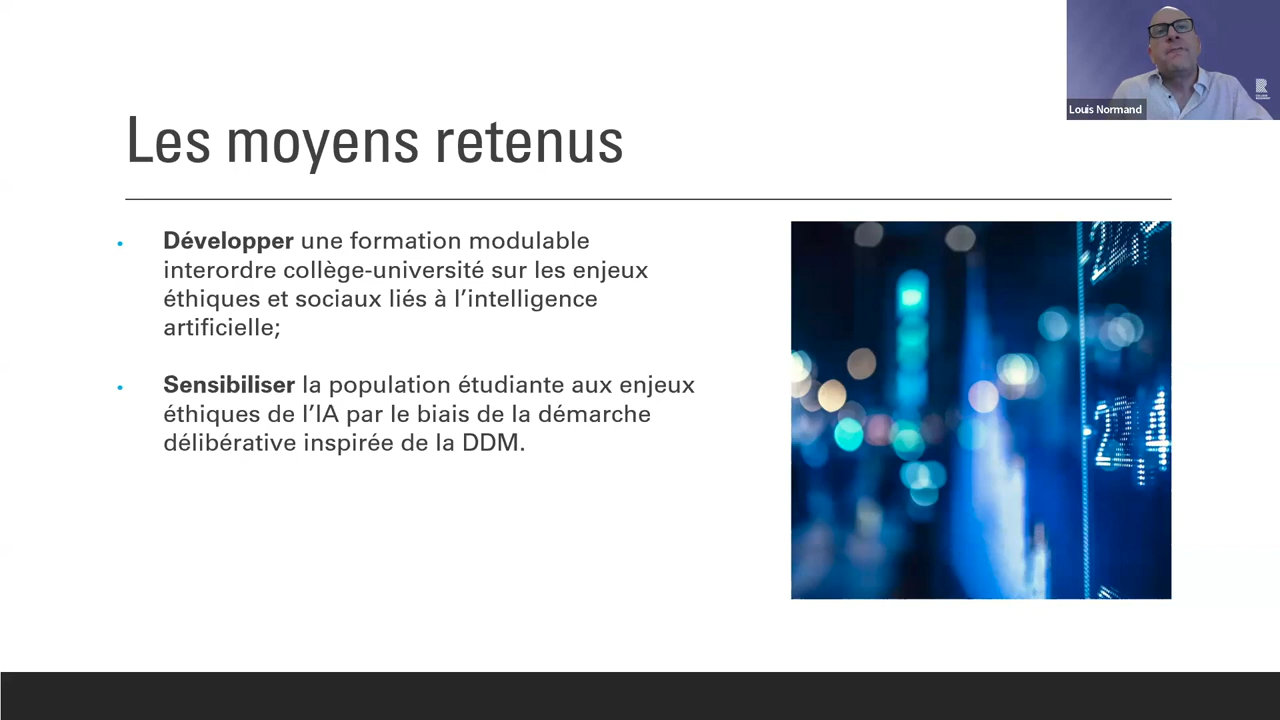 Louis Normand
Les moyens retenus
• Développer une formation modulable
interordre collège-université sur les enjeux
éthiques et sociaux liés à l'intelligence
artificielle;
• Sensibiliser la population étudiante aux enjeux
éthiques de l'IA par le biais de la démarche
délibérative inspirée de la DDM.